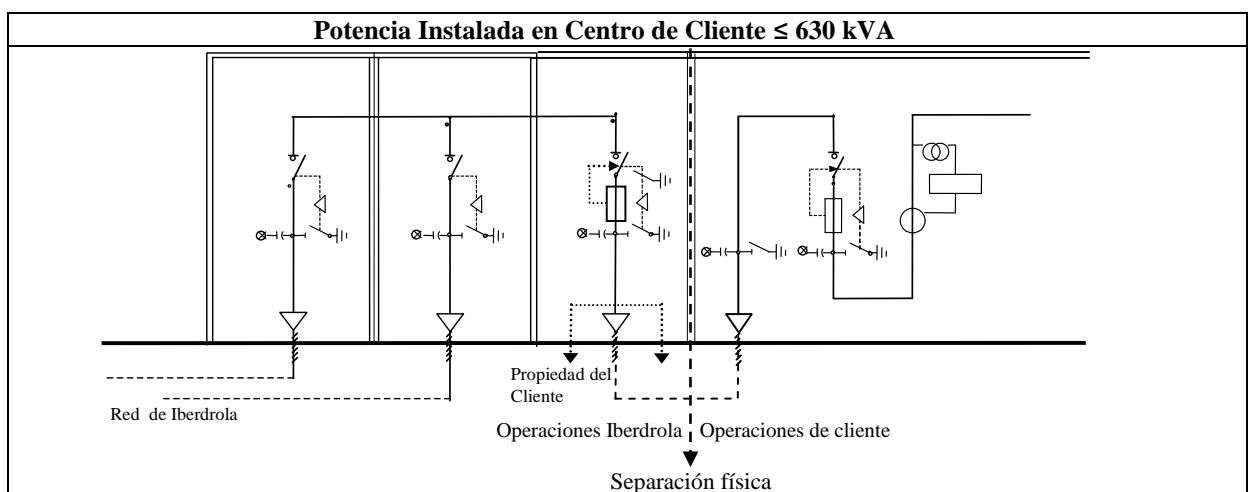 Potencia Instalada en Centro de Cliente ≤ 630 kVA
Propiedad del
Cliente
Red de Iberdrola
Operaciones Iberdrola
Operaciones de cliente
Separación física